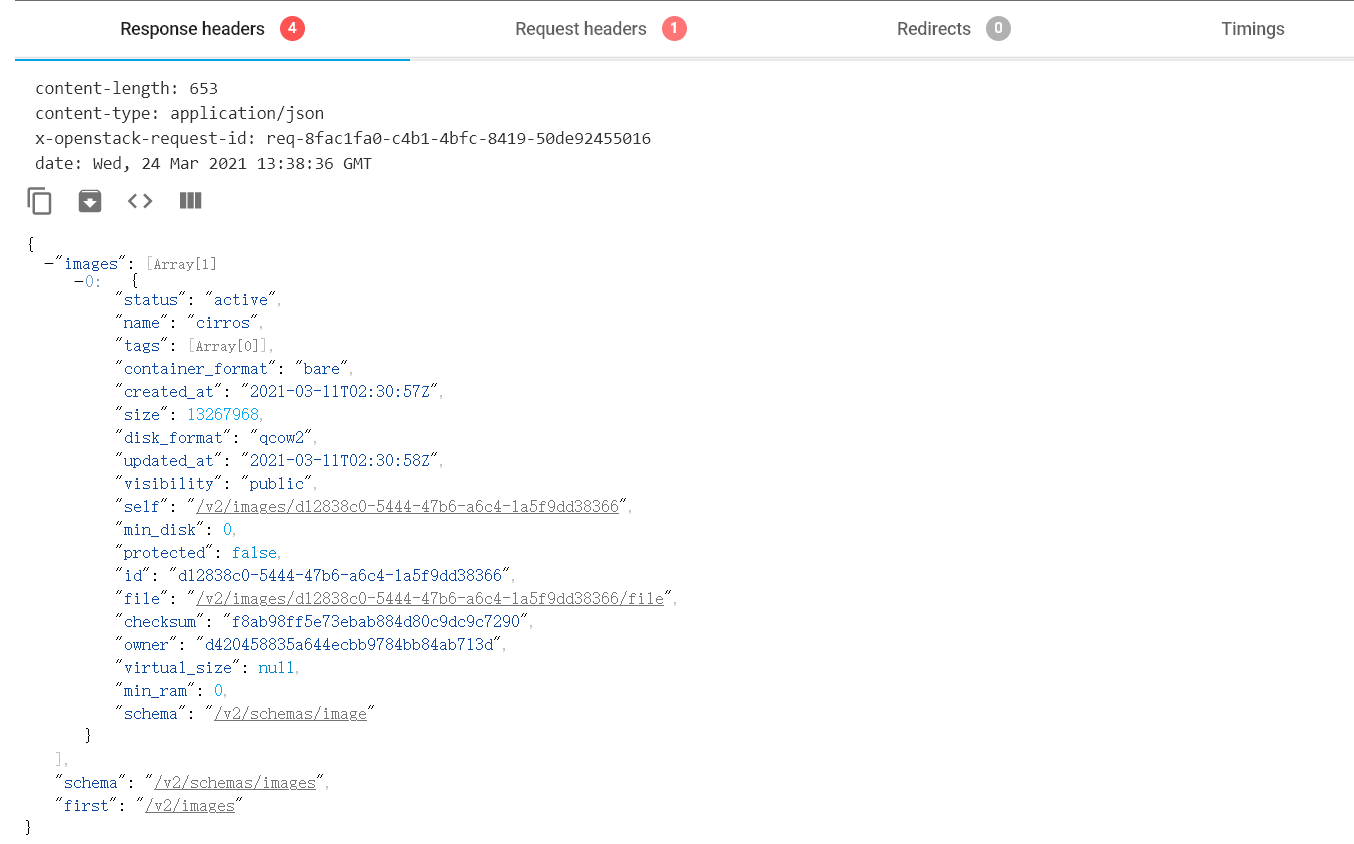 Response headers 4 Request headers 1 Redirects 0 Timings
content-length: 653
content-type: application/json
x-openstack-request-id: req-8fac1fa0-c4b1-4bfc-8419-50de92455016
date: Wed, 24 Mar 2021 13:38:36 GMT
{
−"images": [Array[1]
−0: {
"status": "active",
"name": "cirros",
"tags": [Array[0]],
"container_format": "bare",
"created_at": "2021-03-11T02:30:57Z",
"size": 13267968,
"disk_format": "qcow2",
"updated_at": "2021-03-11T02:30:58Z",
"visibility": "public",
"self": "/v2/images/d12838c0-5444-47b6-a6c4-1a5f9dd38366",
"min_disk": 0,
"protected": false,
"id": "d12838c0-5444-47b6-a6c4-1a5f9dd38366",
"file": "/v2/images/d12838c0-5444-47b6-a6c4-1a5f9dd38366/file",
"checksum": "f8ab98ff5e73ebab884d80c9dc9c7290",
"owner": "d420458835a644ecbb9784bb84ab713d",
"virtual_size": null,
"min_ram": 0,
"schema": "/v2/schemas/image"
}
],
"schema": "/v2/schemas/images",
"first": "/v2/images"
}